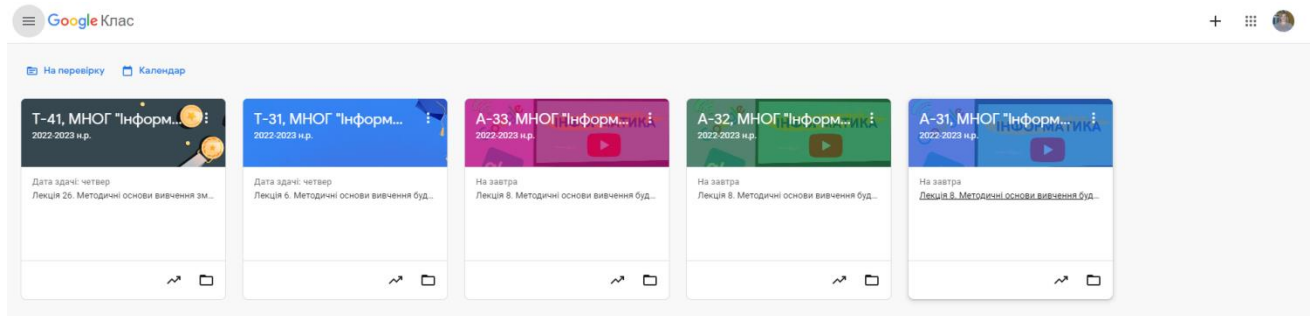 Google Клас
На перевірку
Календар
Т-41, МНОГ "Інформ...
2022-2023 н.р.
Дата здачі: четвер
Лекція 26. Методичні основи вивчення зм...
Т-31, МНОГ "Інформ...
2022-2023 н.р.
Дата здачі: четвер
Лекція 6. Методичні основи вивчення буд...
А-33, МНОГ "Інформ...
2022-2023 н.р.
На завтра
Лекція 8. Методичні основи вивчення буд...
А-32, МНОГ "Інформ...
2022-2023 н.р.
На завтра
Лекція 8. Методичні основи вивчення буд...
А-31, МНОГ "Інформ...
ІНФОРМАТИКА
2022-2023 н.р.
На завтра
Лекція 8. Методичні основи вивчення буд...